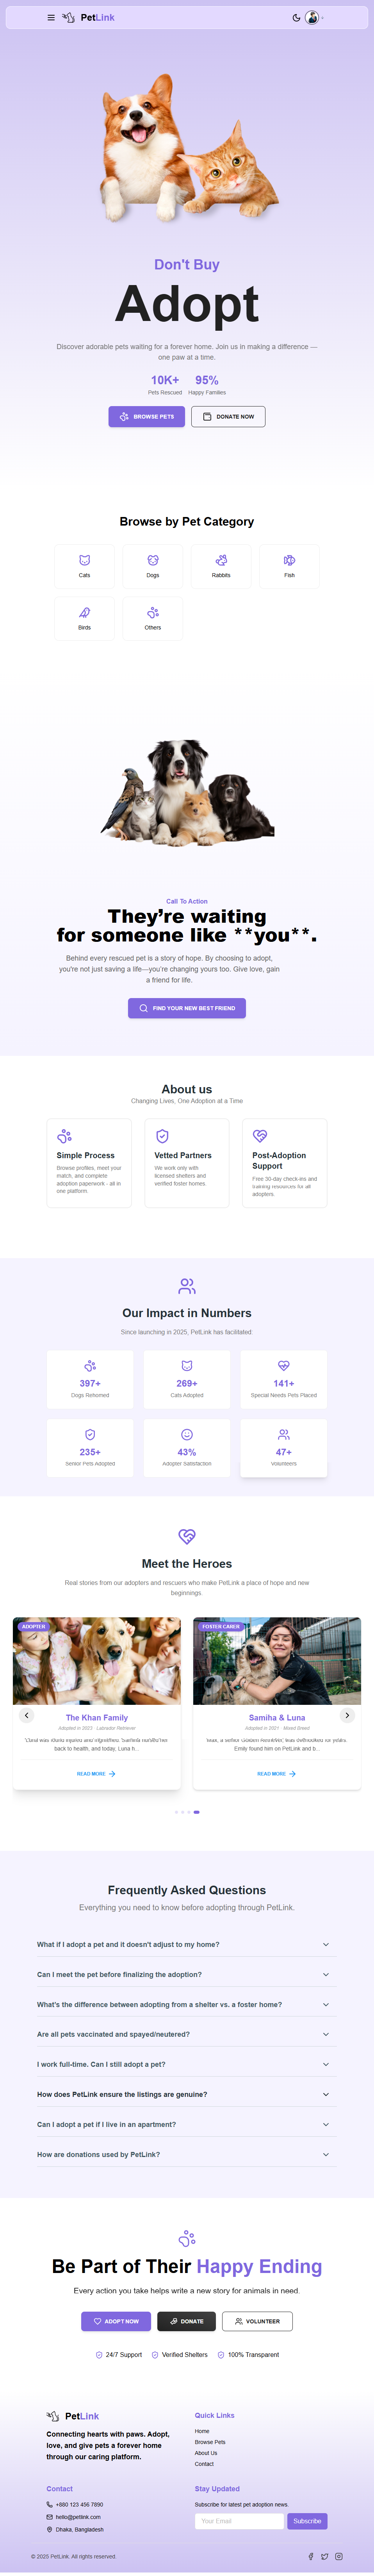 PetLink
Don't Buy
Adopt
Discover adorable pets waiting for a forever home. Join us in making a difference —
one paw at a time.
10K+ 95%
Pets Rescued Happy Families
BROWSE PETS DONATE NOW
Browse by Pet Category
Cats Dogs Rabbits Fish
Birds Others
Call To Action
They're waiting
for someone like **you**.
Behind every rescued pet is a story of hope. By choosing to adopt,
you're not just saving a life—you're changing yours too. Give love, gain
a friend for life.
FIND YOUR NEW BEST FRIEND
About us
Changing Lives, One Adoption at a Time
Simple Process
Browse profiles, meet your
match, and complete
adoption paperwork - all in
one platform.
Vetted Partners
We work only with
licensed shelters and
verified foster homes.
Post-Adoption
Support
Free 30-day check-ins and
training resources for all
adopters.
Our Impact in Numbers
Since launching in 2025, PetLink has facilitated:
397+ 269+ 141+
Dogs Rehomed Cats Adopted Special Needs Pets Placed
235+ 43% 47+
Senior Pets Adopted Adopter Satisfaction Volunteers
Meet the Heroes
Real stories from our adopters and rescuers who make PetLink a place of hope and new
beginnings.
ADOPTER
The Khan Family
Adopted in 2023 · Labrador Retriever
back to health, and today, Luna h...
READ MORE
FOSTER CARER
Samiha & Luna
Adopted in 2021 · Mixed Breed
Emily found him on PetLink and b...
READ MORE
Frequently Asked Questions
Everything you need to know before adopting through PetLink.
What if I adopt a pet and it doesn't adjust to my home?
Can I meet the pet before finalizing the adoption?
What's the difference between adopting from a shelter vs. a foster home?
Are all pets vaccinated and spayed/neutered?
I work full-time. Can I still adopt a pet?
How does PetLink ensure the listings are genuine?
Can I adopt a pet if I live in an apartment?
How are donations used by PetLink?
Be Part of Their Happy Ending
Every action you take helps write a new story for animals in need.
ADOPT NOW DONATE VOLUNTEER
24/7 Support Verified Shelters 100% Transparent
PetLink
Connecting hearts with paws. Adopt,
love, and give pets a forever home
through our caring platform.
Quick Links
Home
Browse Pets
About Us
Contact
Contact
+880 123 456 7890
hello@petlink.com
Dhaka, Bangladesh
Stay Updated
Subscribe for latest pet adoption news.
Your Email Subscribe
© 2025 PetLink. All rights reserved.